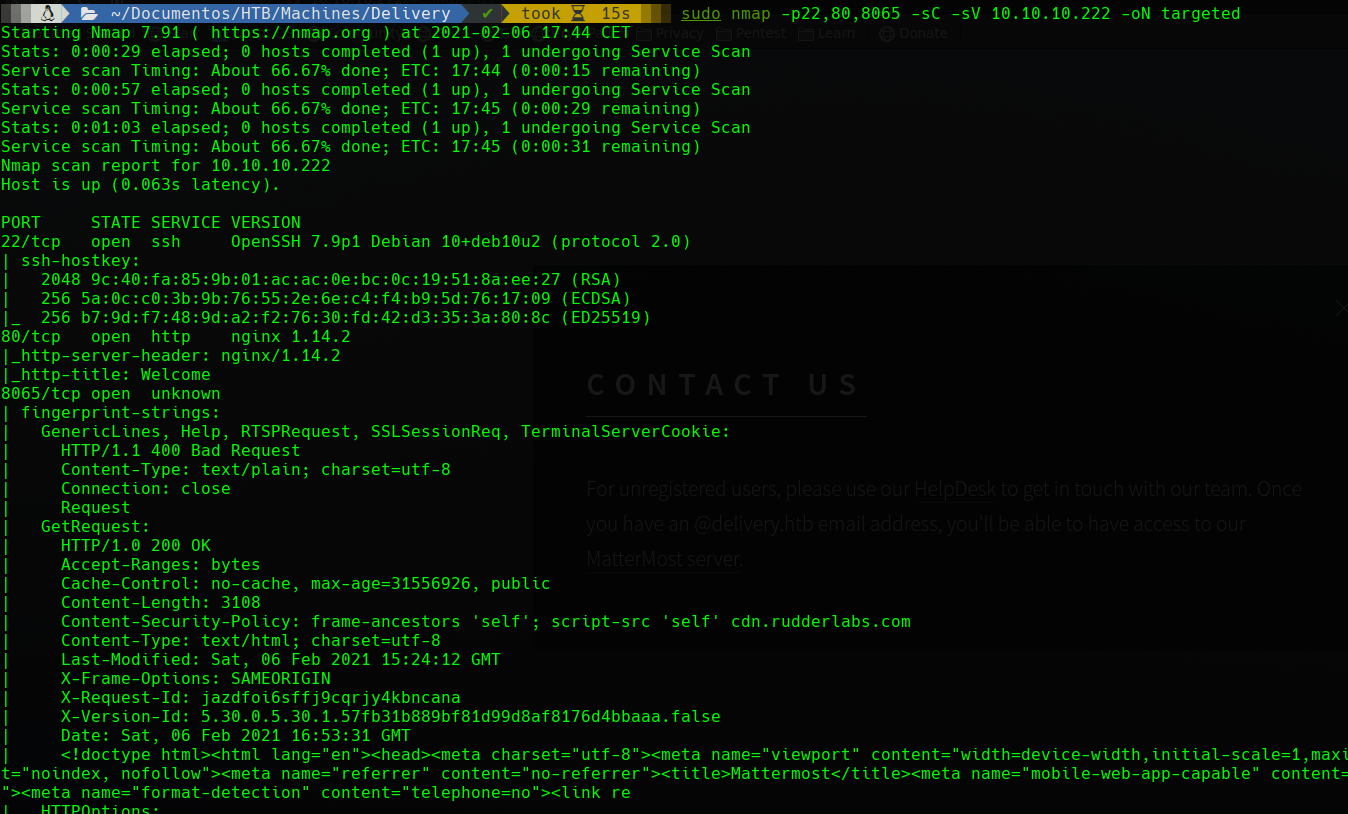 ~/Documentos/HTB/Machines/Delivery ✔ took ⌛ 15s sudo nmap -p22,80,8065 -sC -sV 10.10.10.222 -oN targeted
Starting Nmap 7.91 ( https://nmap.org ) at 2021-02-06 17:44 CET
Privacy Pentest Learn Donate
Stats: 0:00:29 elapsed; 0 hosts completed (1 up), 1 undergoing Service Scan
Service scan Timing: About 66.67% done; ETC: 17:44 (0:00:15 remaining)
Stats: 0:00:57 elapsed; 0 hosts completed (1 up), 1 undergoing Service Scan
Service scan Timing: About 66.67% done; ETC: 17:45 (0:00:29 remaining)
Stats: 0:01:03 elapsed; 0 hosts completed (1 up), 1 undergoing Service Scan
Service scan Timing: About 66.67% done; ETC: 17:45 (0:00:31 remaining)
Nmap scan report for 10.10.10.222
Host is up (0.063s latency).
PORT     STATE SERVICE VERSION
22/tcp   open  ssh     OpenSSH 7.9p1 Debian 10+deb10u2 (protocol 2.0)
| ssh-hostkey:
|   2048 9c:40:fa:85:9b:01:ac:ac:0e:bc:0c:19:51:8a:ee:27 (RSA)
|   256 5a:0c:c0:3b:9b:76:55:2e:6e:c4:f4:b9:5d:76:17:09 (ECDSA)
|_  256 b7:9d:f7:48:9d:a2:f2:76:30:fd:42:d3:35:3a:80:8c (ED25519)
80/tcp   open  http    nginx 1.14.2
|_http-server-header: nginx/1.14.2
|_http-title: Welcome
8065/tcp open  unknown
| fingerprint-strings:
|   GenericLines, Help, RTSPRequest, SSLSessionReq, TerminalServerCookie:
|     HTTP/1.1 400 Bad Request
|     Content-Type: text/plain; charset=utf-8
|     Connection: close
|     Request
|   GetRequest:
|     HTTP/1.0 200 OK
|     Accept-Ranges: bytes
|     Cache-Control: no-cache, max-age=31556926, public
|     Content-Length: 3108
|     Content-Security-Policy: frame-ancestors 'self'; script-src 'self' cdn.rudderlabs.com
|     Content-Type: text/html; charset=utf-8
|     Last-Modified: Sat, 06 Feb 2021 15:24:12 GMT
|     X-Frame-Options: SAMEORIGIN
|     X-Request-Id: jazdfoi6sffj9cqrjy4kbncana
|     X-Version-Id: 5.30.0.5.30.1.57fb31b889bf81d99d8af8176d4bbaaa.false
|     Date: Sat, 06 Feb 2021 16:53:31 GMT
|     <!doctype html><html lang="en"><head><meta charset="utf-8"><meta name="viewport" content="width=device-width,initial-scale=1,maxi
t="noindex, nofollow"><meta name="referrer" content="no-referrer"><title>Mattermost</title><meta name="mobile-web-app-capable" content=
"><meta name="format-detection" content="telephone=no"><link re
|   HTTPOptions:
CONTACT US
For unregistered users, please use our HelpDesk to get in touch with our team. Once
you have an @delivery.htb email address, you'll be able to have access to our
MatterMost server.